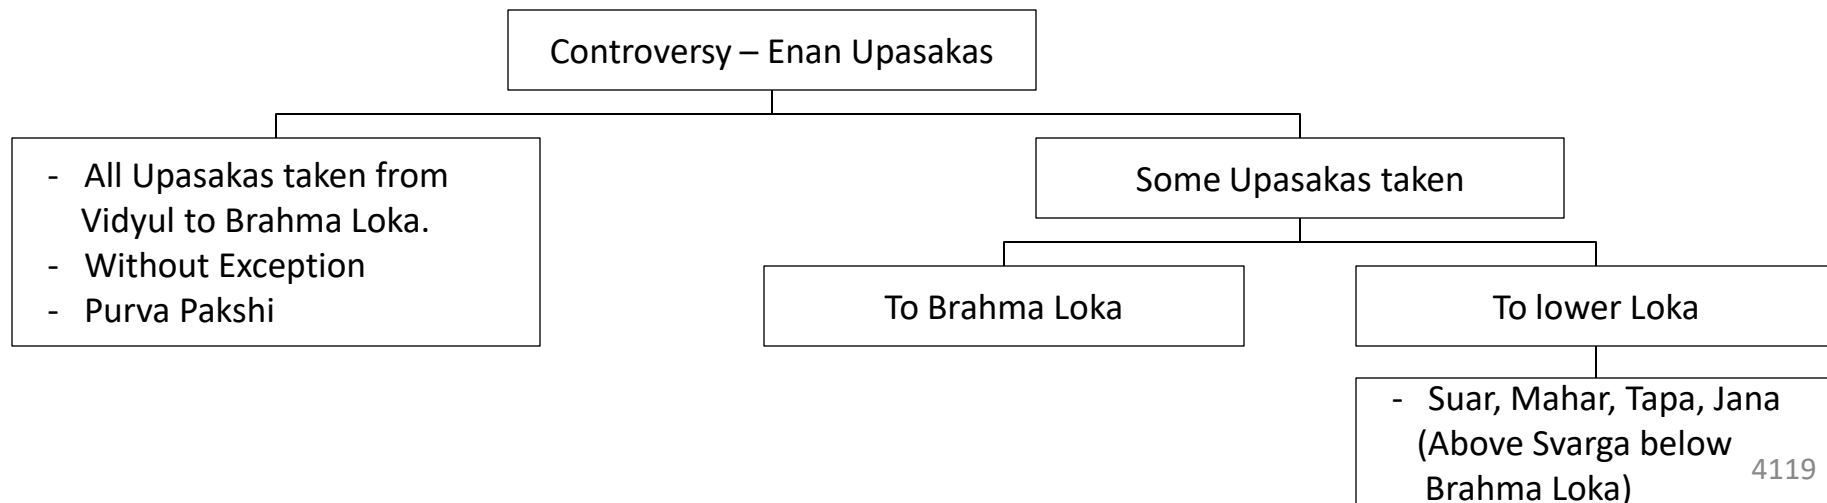 Controversy – Enan Upasakas
- All Upasakas taken from
Vidyul to Brahma Loka.
- Without Exception
- Purva Pakshi
Some Upasakas taken
To Brahma Loka
To lower Loka
- Suar, Mahar, Tapa, Jana
(Above Svarga below
Brahma Loka)
4119